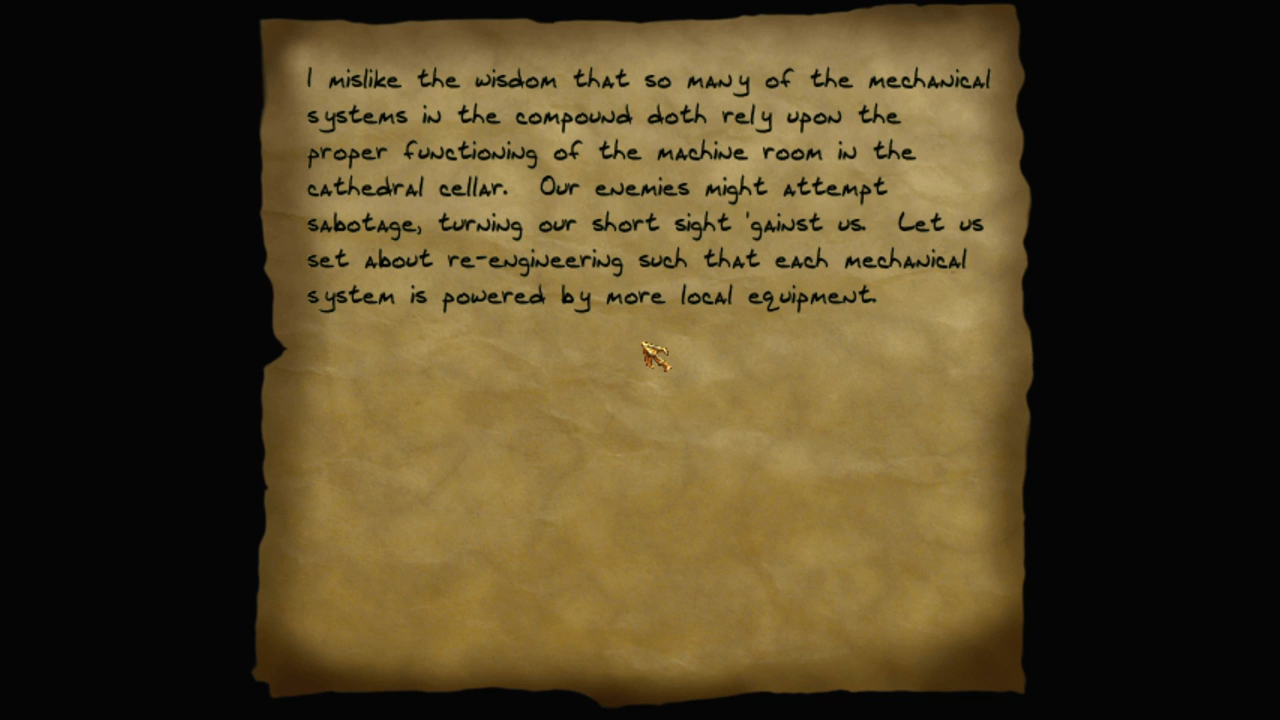 I mislike the wisdom that so many of the mechanical
systems in the compound doth rely upon the
proper functioning of the machine room in the
cathedral cellar.  Our enemies might attempt
sabotage, turning our short sight 'gainst us.  Let us
set about re-engineering such that each mechanical
system is powered by more local equipment.